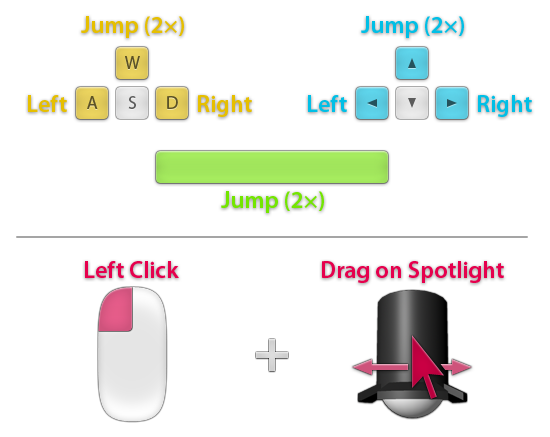 Jump (2×)
Jump (2×)
W
▲
Left A S D Right
Left ◄ ▼ ► Right
Jump (2×)
Left Click
Drag on Spotlight